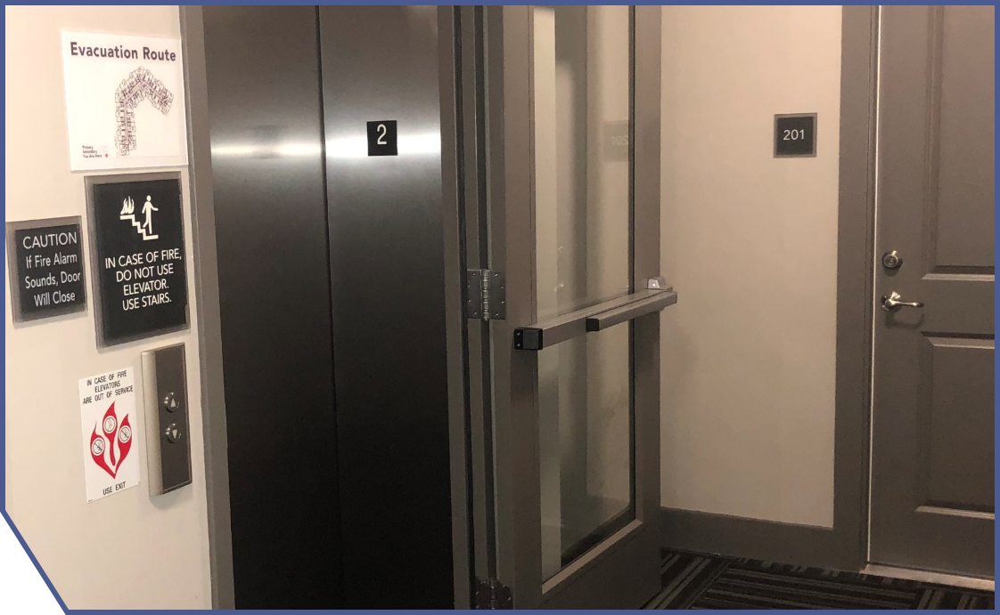 Evacuation Route
Primary
Secondary
You Are Here
CAUTION
If Fire Alarm
Sounds, Door
Will Close
IN CASE OF FIRE,
DO NOT USE
ELEVATOR.
USE STAIRS.
IN CASE OF FIRE
ELEVATORS
ARE OUT OF SERVICE
USE EXIT
2
201